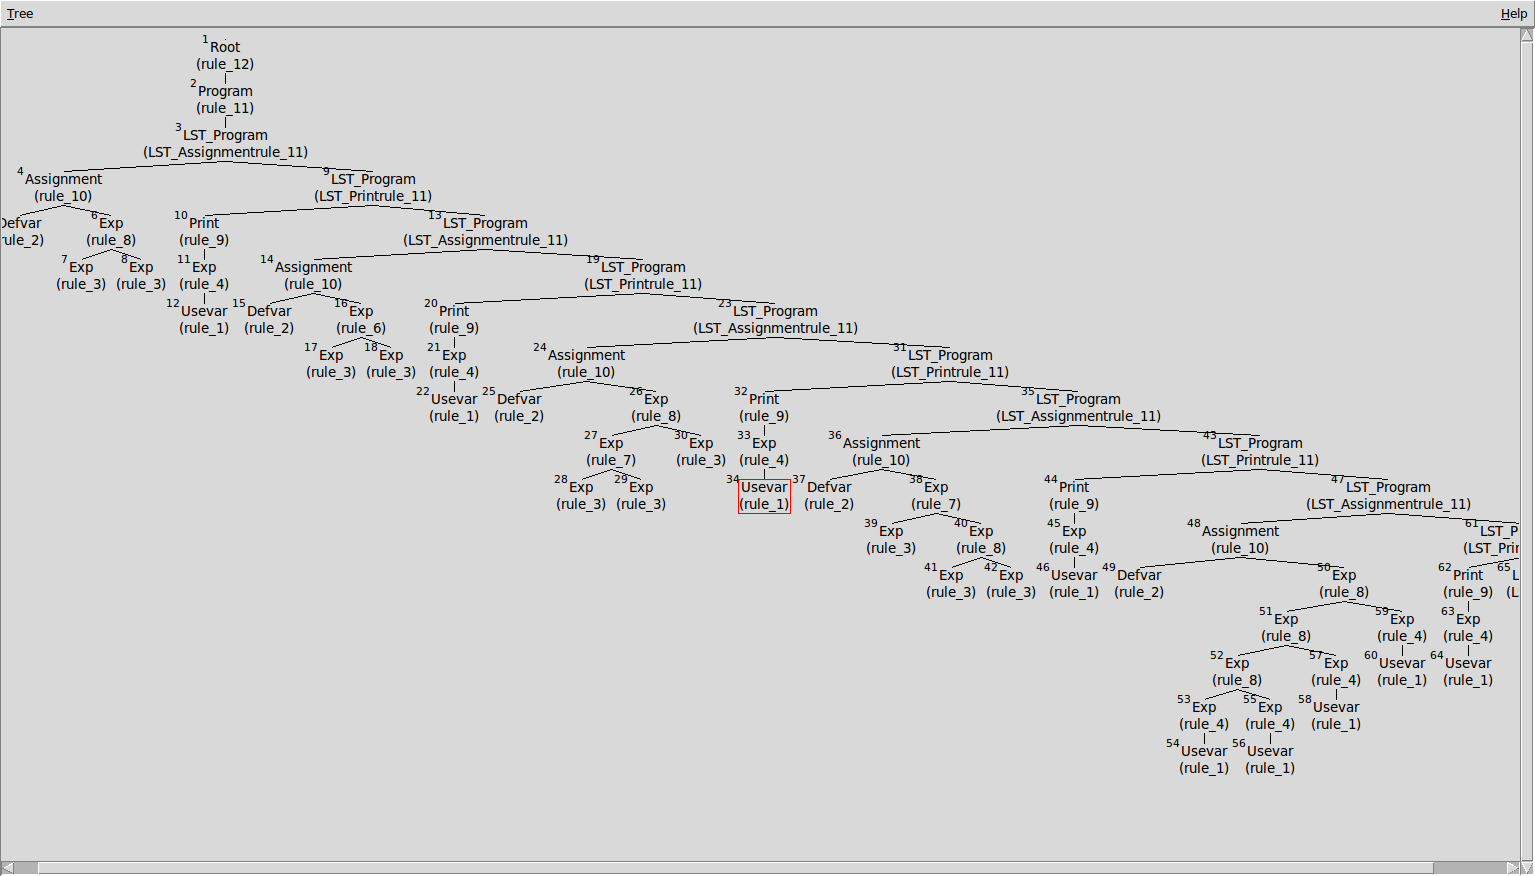 Tree Help
1 Root
(rule_12)
2 Program
(rule_11)
3 LST_Program
(LST_Assignmentrule_11)
4 Assignment 9 LST_Program
(rule_10) (LST_Printrule_11)
6 Exp 10 Print 13 LST_Program
rule_2) (rule_8) (rule_9) (LST_Assignmentrule_11)
7 Exp 8 Exp 11 Exp 14 Assignment 19 LST_Program
(rule_3) (rule_3) (rule_4) (rule_10) (LST_Printrule_11)
12 Usevar 15 Defvar 16 Exp 20 Print 23 LST_Program
(rule_1) (rule_2) (rule_6) (rule_9) (LST_Assignmentrule_11)
17 Exp 18 Exp 21 Exp 24 Assignment 31 LST_Program
(rule_3) (rule_3) (rule_4) (rule_10) (LST_Printrule_11)
22 Usevar 25 Defvar 26 Exp 32 Print 35 LST_Program
(rule_1) (rule_2) (rule_8) (rule_9) (LST_Assignmentrule_11)
27 Exp 30 Exp 33 Exp 36 Assignment 43 LST_Program
(rule_7) (rule_3) (rule_4) (rule_10) (LST_Printrule_11)
28 Exp 29 Exp 34 Usevar 37 Defvar 38 Exp 44 Print 47 LST_Program
(rule_3) (rule_3) (rule_1) (rule_2) (rule_7) (rule_9) (LST_Assignmentrule_11)
39 Exp 40 Exp 45 Exp 48 Assignment 61 LST_P
(rule_3) (rule_8) (rule_4) (rule_10) (LST_Prin
41 Exp 42 Exp 46 Usevar 49 Defvar 50 Exp 62 Print 65 L
(rule_3) (rule_3) (rule_1) (rule_2) (rule_8) (rule_9) (L
51 Exp 59 Exp 63 Exp
(rule_8) (rule_4) (rule_4)
52 Exp 57 Exp 60 Usevar 64 Usevar
(rule_8) (rule_4) (rule_1) (rule_1)
53 Exp 55 Exp 58 Usevar
(rule_4) (rule_4) (rule_1)
54 Usevar 56 Usevar
(rule_1) (rule_1)